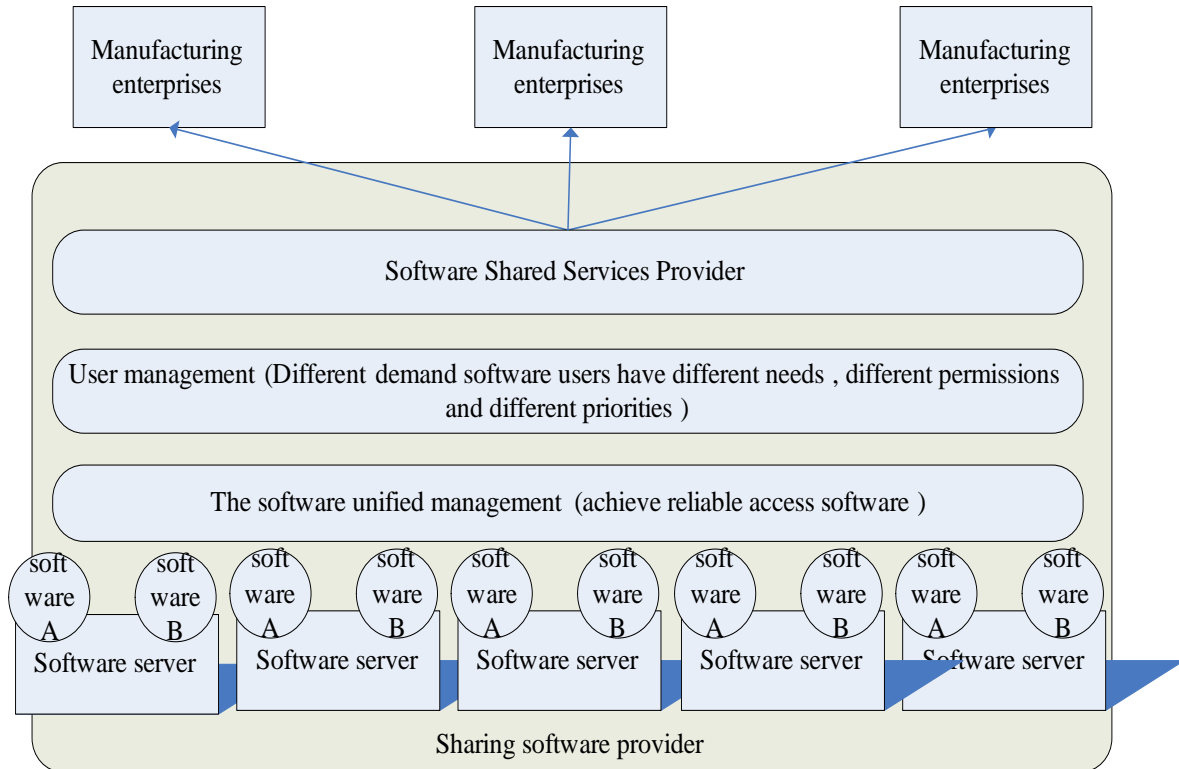 Manufacturing
enterprises
Manufacturing
enterprises
Manufacturing
enterprises
Software Shared Services Provider
User management (Different demand software users have different needs , different permissions
and different priorities )
The software unified management (achieve reliable access software )
soft
ware
A
soft
ware
B
soft
ware
A
soft
ware
B
soft
ware
A
soft
ware
B
soft
ware
A
soft
ware
B
soft
ware
A
soft
ware
B
Software server
Software server
Software server
Software server
Software server
Sharing software provider